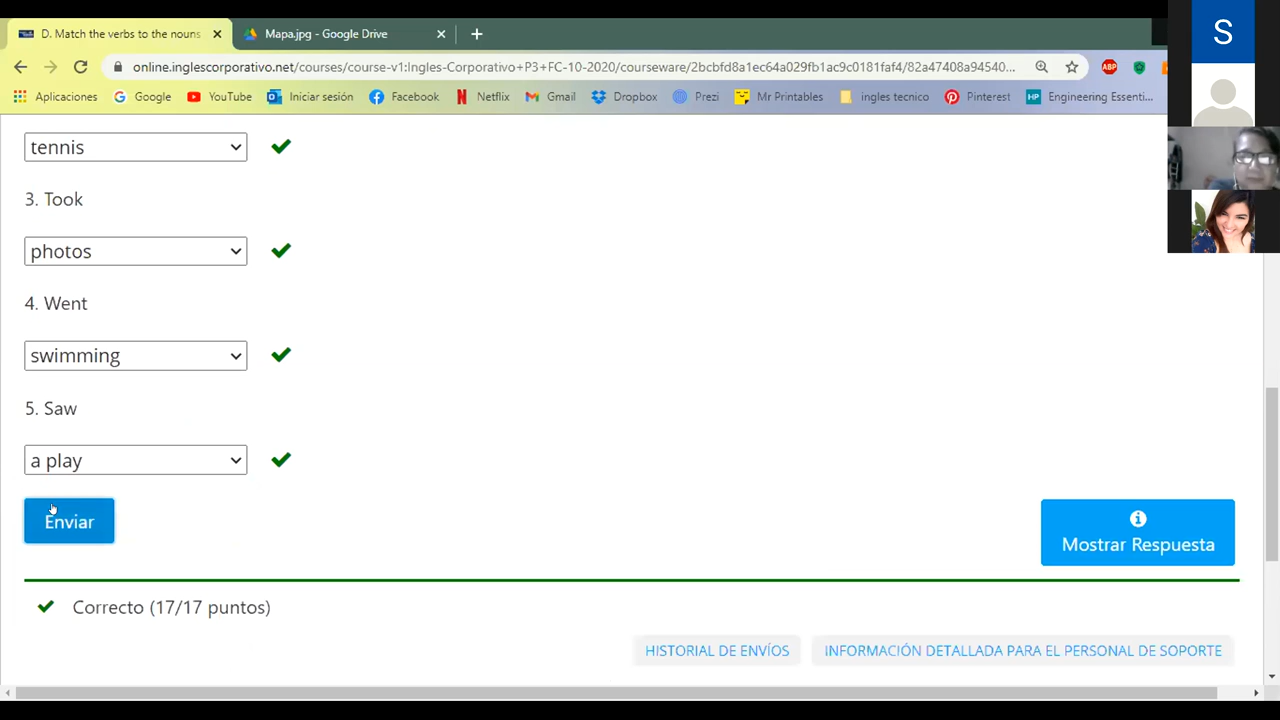 D. Match the verbs to the nouns
Mapa.jpg - Google Drive
online.inglescorporativo.net/courses/course-v1:Ingles-Corporativo+P3+FC-10-2020/courseware/2bcbfd8a1ec64a029fb1ac9c0181faf4/82a47408a94540...
ABP
Aplicaciones Google YouTube Iniciar sesión Facebook Netflix Gmail Dropbox Prezi Mr Printables ingles tecnico Pinterest HP Engineering Essenti...
S
tennis
3. Took
photos
4. Went
swimming
5. Saw
a play
Enviar
Mostrar Respuesta
Correcto (17/17 puntos)
HISTORIAL DE ENVÍOS
INFORMACIÓN DETALLADA PARA EL PERSONAL DE SOPORTE